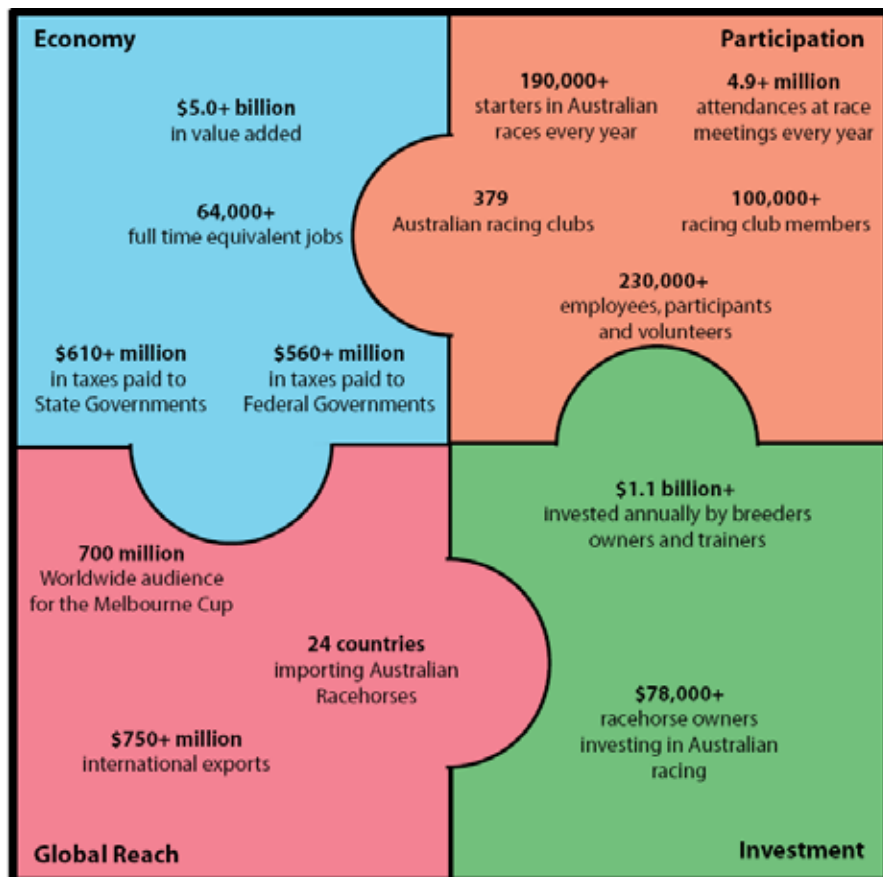 Economy
$5.0+ billion
in value added
64,000+
full time equivalent jobs
$610+ million
in taxes paid to
State Governments
$560+ million
in taxes paid to
Federal Governments
Participation
190,000+
starters in Australian
races every year
4.9+ million
attendances at race
meetings every year
379
Australian racing clubs
100,000+
racing club members
230,000+
employees, participants
and volunteers
700 million
Worldwide audience
for the Melbourne Cup
24 countries
importing Australian
Racehorses
$750+ million
international exports
Global Reach
$1.1 billion+
invested annually by breeders
owners and trainers
$78,000+
racehorse owners
investing in Australian
racing
Investment